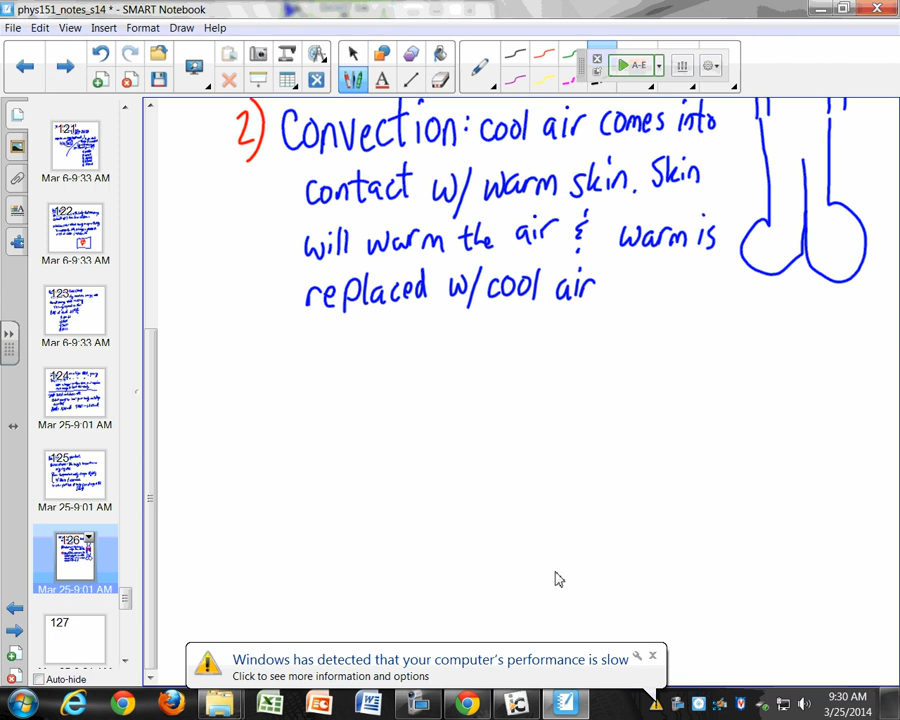 phys151_notes_s14 * - SMART Notebook
File Edit View Insert Format Draw Help
A-E
2) Convection: cool air comes into
contact w/ warm skin. Skin
will warm the air & warm is
replaced w/ cool air
121
Mar 6-9:33 AM
122
Mar 6-9:33 AM
123
Mar 6-9:33 AM
124
Mar 25-9:01 AM
125
Mar 25-9:01 AM
126
Mar 25-9:01 AM
127
Auto-hide
Windows has detected that your computer's performance is slow
Click to see more information and options
9:30 AM
3/25/2014